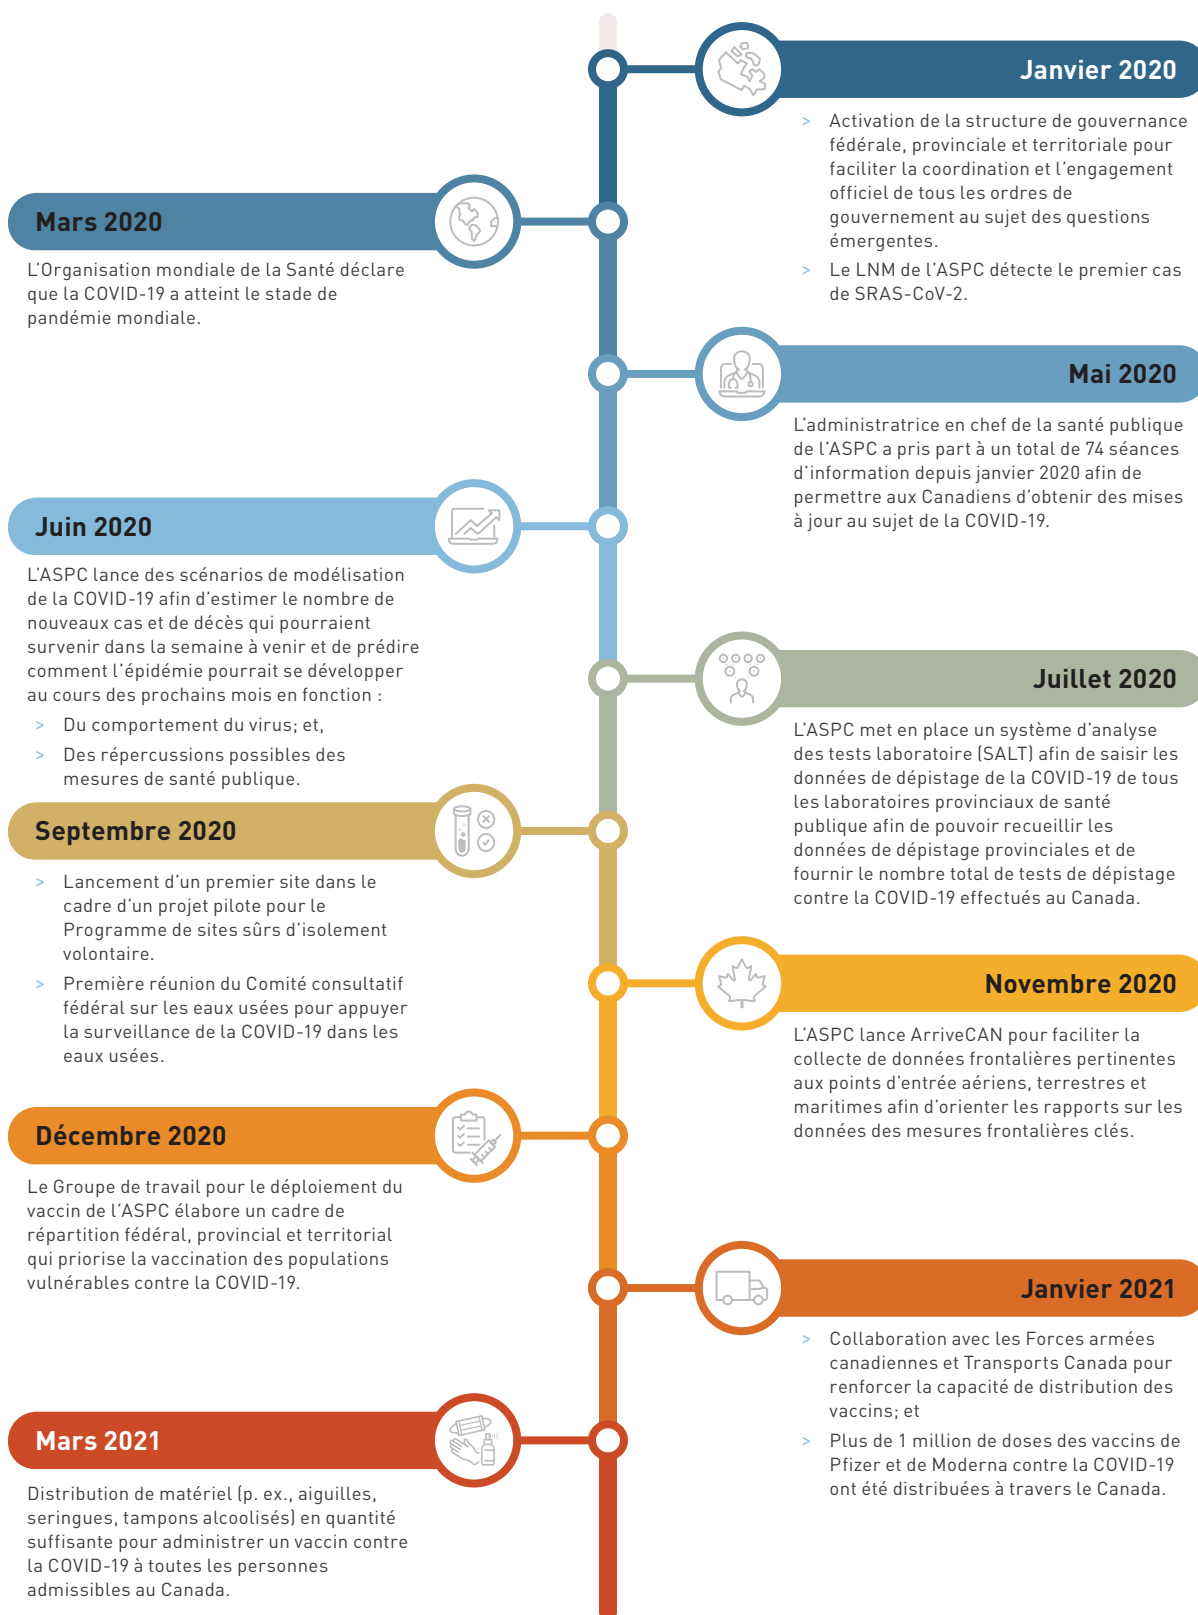 Janvier 2020
> Activation de la structure de gouvernance
fédérale, provinciale et territoriale pour
faciliter la coordination et l'engagement
officiel de tous les ordres de
gouvernement au sujet des questions
émergentes.
> Le LNM de l'ASPC détecte le premier cas
de SRAS-CoV-2.
Mars 2020
L'Organisation mondiale de la Santé déclare
que la COVID-19 a atteint le stade de
pandémie mondiale.
Mai 2020
L'administratrice en chef de la santé publique
de l'ASPC a pris part à un total de 74 séances
d'information depuis janvier 2020 afin de
permettre aux Canadiens d'obtenir des mises
à jour au sujet de la COVID-19.
Juin 2020
L'ASPC lance des scénarios de modélisation
de la COVID-19 afin d'estimer le nombre de
nouveaux cas et de décès qui pourraient
survenir dans la semaine à venir et de prédire
comment l'épidémie pourrait se développer
au cours des prochains mois en fonction :
> Du comportement du virus; et,
> Des répercussions possibles des
mesures de santé publique.
Juillet 2020
L'ASPC met en place un système d'analyse
des tests laboratoire (SALT) afin de saisir les
données de dépistage de la COVID-19 de tous
les laboratoires provinciaux de santé
publique afin de pouvoir recueillir les
données de dépistage provinciales et de
fournir le nombre total de tests de dépistage
contre la COVID-19 effectués au Canada.
Septembre 2020
> Lancement d'un premier site dans le
cadre d'un projet pilote pour le
Programme de sites sûrs d'isolement
volontaire.
> Première réunion du Comité consultatif
fédéral sur les eaux usées pour appuyer
la surveillance de la COVID-19 dans les
eaux usées.
Novembre 2020
L'ASPC lance ArriveCAN pour faciliter la
collecte de données frontalières pertinentes
aux points d'entrée aériens, terrestres et
maritimes afin d'orienter les rapports sur les
données des mesures frontalières clés.
Décembre 2020
Le Groupe de travail pour le déploiement du
vaccin de l'ASPC élabore un cadre de
répartition fédéral, provincial et territorial
qui priorise la vaccination des populations
vulnérables contre la COVID-19.
Janvier 2021
> Collaboration avec les Forces armées
canadiennes et Transports Canada pour
renforcer la capacité de distribution des
vaccins; et
> Plus de 1 million de doses des vaccins de
Pfizer et de Moderna contre la COVID-19
ont été distribuées à travers le Canada.
Mars 2021
Distribution de matériel (p. ex., aiguilles,
seringues, tampons alcoolisés) en quantité
suffisante pour administrer un vaccin contre
la COVID-19 à toutes les personnes
admissibles au Canada.